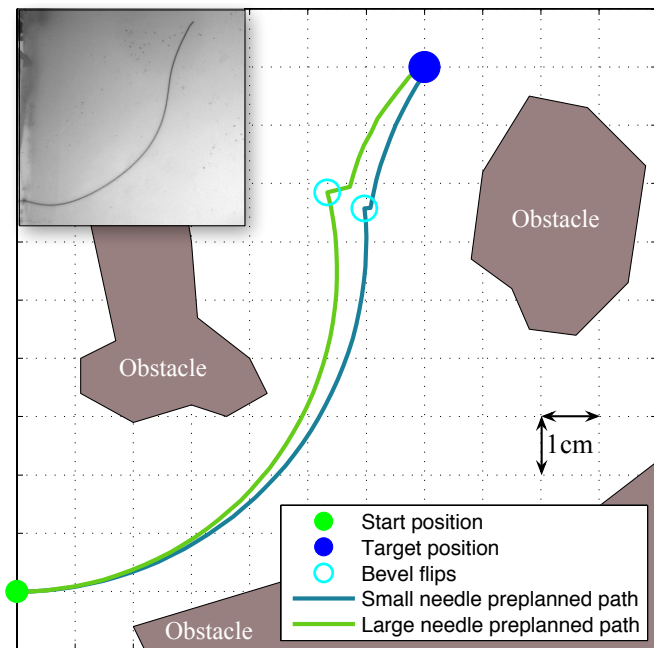 Obstacle
Obstacle
1cm
Start position
Target position
Bevel flips
Small needle preplanned path
Large needle preplanned path
Obstacle